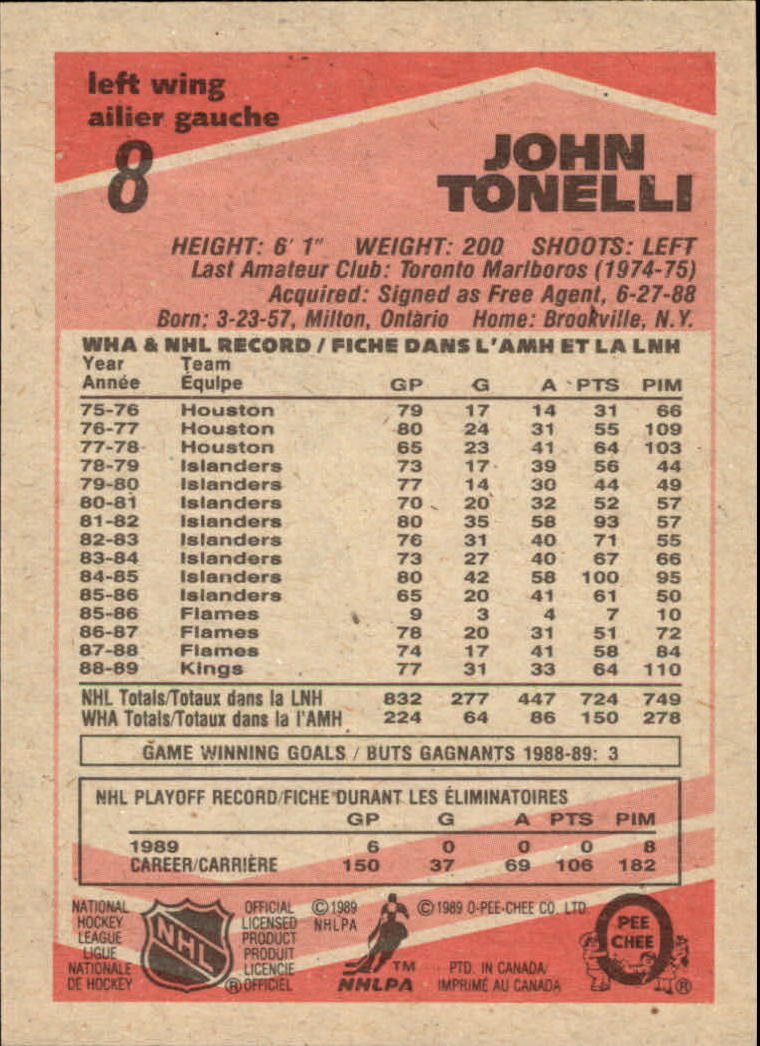 left wing
ailier gauche
8
JOHN
TONELLI
HEIGHT: 6' 1" WEIGHT: 200 SHOOTS: LEFT
Last Amateur Club: Toronto Marlboros (1974-75)
Acquired: Signed as Free Agent, 6-27-88
Born: 3-23-57, Milton, Ontario Home: Brookville, N.Y.
WHA & NHL RECORD / FICHE DANS L'AMH ET LA LNH
Year Team
Année Équipe GP G A PTS PIM
75-76 Houston 79 17 14 31 66
76-77 Houston 80 24 31 55 109
77-78 Houston 65 23 41 64 103
78-79 Islanders 73 17 39 56 44
79-80 Islanders 77 14 30 44 49
80-81 Islanders 70 20 32 52 57
81-82 Islanders 80 35 58 93 57
82-83 Islanders 76 31 40 71 55
83-84 Islanders 73 27 40 67 66
84-85 Islanders 80 42 58 100 95
85-86 Islanders 65 20 41 61 50
85-86 Flames 9 3 4 7 10
86-87 Flames 78 20 31 51 72
87-88 Flames 74 17 41 58 84
88-89 Kings 77 31 33 64 110
NHL Totals/Totaux dans la LNH 832 277 447 724 749
WHA Totals/Totaux dans la l'AMH 224 64 86 150 278
GAME WINNING GOALS / BUTS GAGNANTS 1988-89: 3
NHL PLAYOFF RECORD/FICHE DURANT LES ÉLIMINATOIRES
GP G A PTS PIM
1989 6 0 0 0 8
CAREER/CARRIÈRE 150 37 69 106 182
NATIONAL
HOCKEY
LEAGUE
LIGUE
NATIONALE
DE HOCKEY
NHL
®
OFFICIAL
LICENSED
PRODUCT
PRODUIT
LICENCIE
OFFICIEL
© 1989
NHLPA
TM
NHLPA
© 1989 O-PEE-CHEE CO. LTD.
PTD. IN CANADA/
IMPRIMÉ AU CANADA
O
PEE
CHEE
®